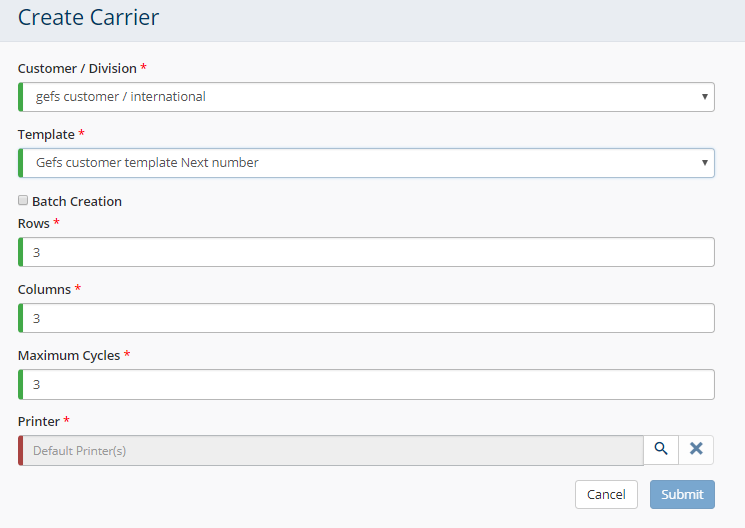 Create Carrier
Customer / Division *
gefs customer / international
Template *
Gefs customer template Next number
Batch Creation
Rows *
3
Columns *
3
Maximum Cycles *
3
Printer *
Default Printer(s)
Cancel Submit